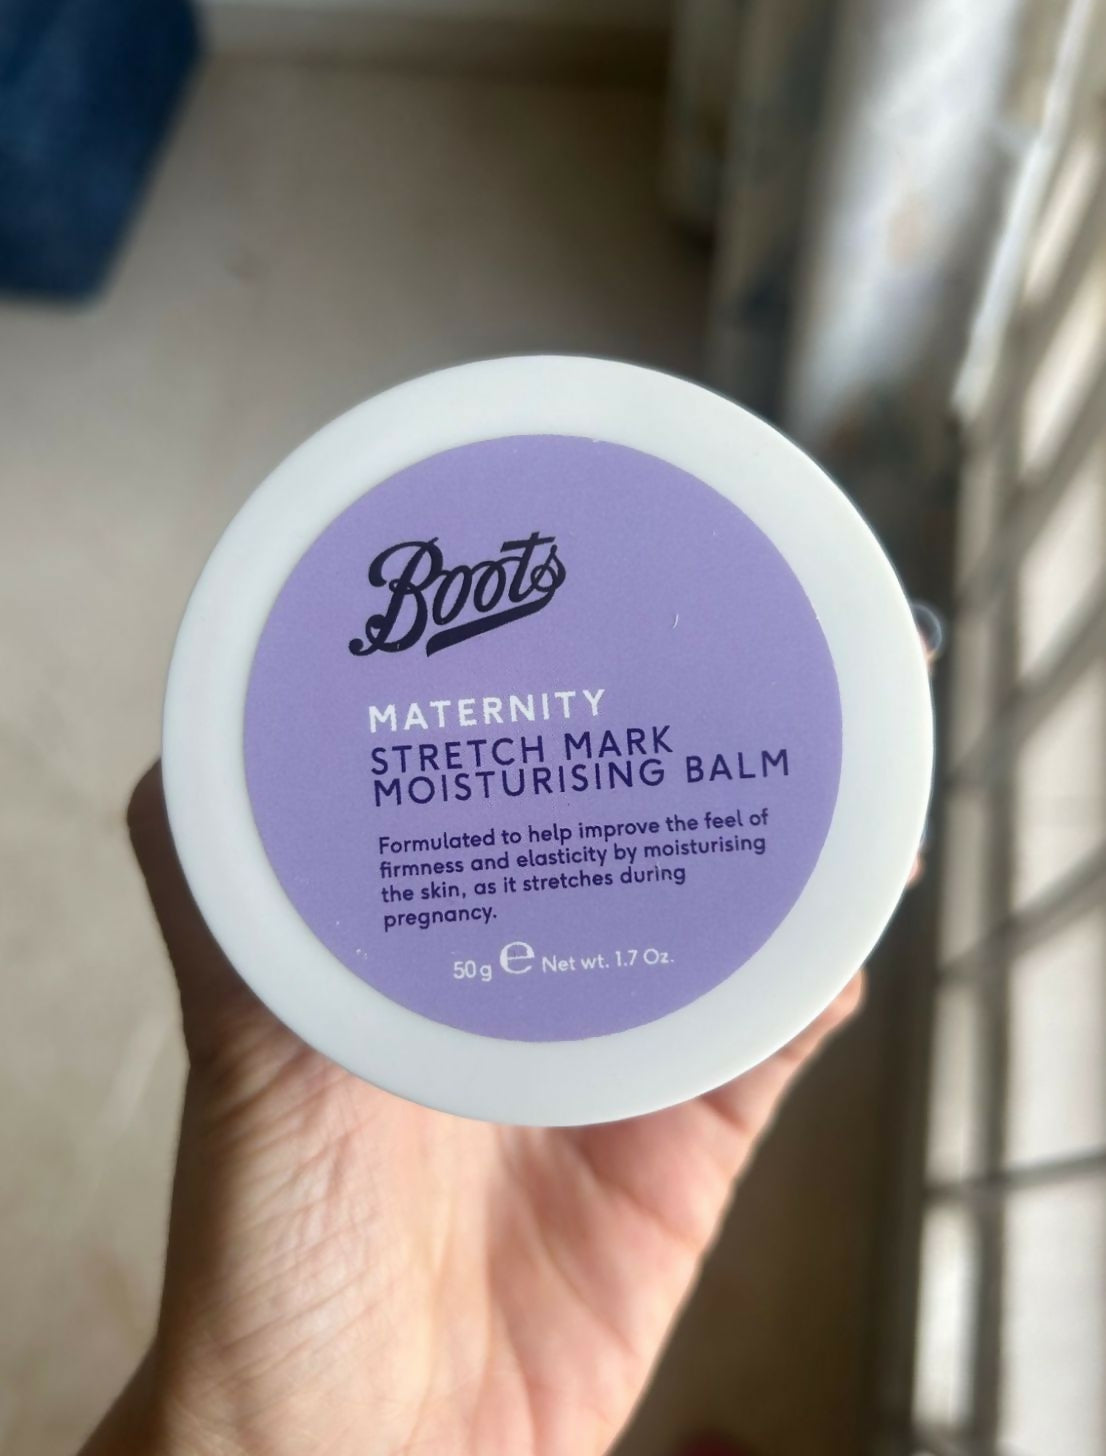 Boots
MATERNITY
STRETCH MARK
MOISTURISING BALM
Formulated to help improve the feel of
firmness and elasticity by moisturising
the skin, as it stretches during
pregnancy.
50g ℮ Net wt. 1.7 Oz.